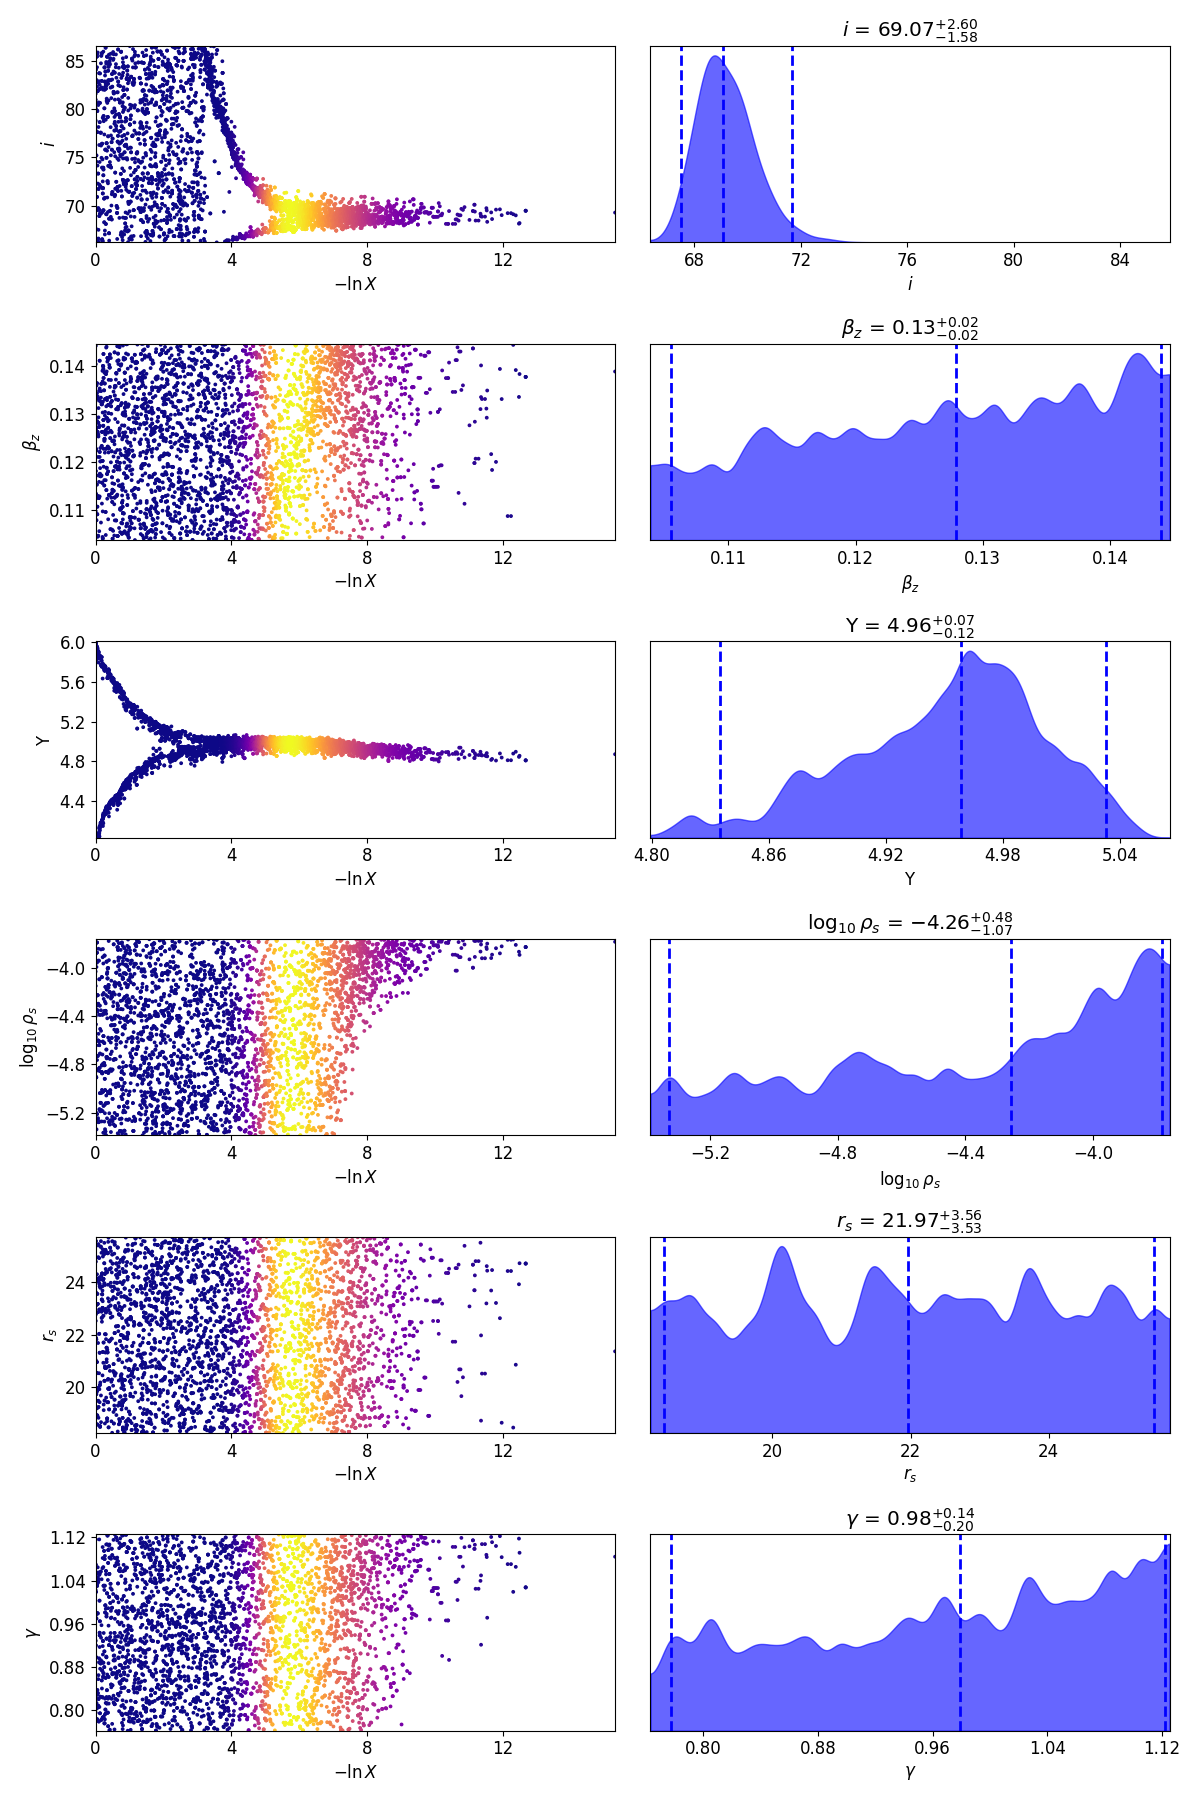 i = 69.07+2.60 −1.58
85
80
75
70
i
0 4 8 12
−ln X
68 72 76 80 84
i
βz = 0.13+0.02 −0.02
0.14
0.13
0.12
0.11
βz
0 4 8 12
−ln X
0.11 0.12 0.13 0.14
βz
Y = 4.96+0.07 −0.12
6.0
5.6
5.2
4.8
4.4
Y
0 4 8 12
−ln X
4.80 4.86 4.92 4.98 5.04
Y
log10 ρs = −4.26+0.48 −1.07
−4.0
−4.4
−4.8
−5.2
log10 ρs
0 4 8 12
−ln X
−5.2 −4.8 −4.4 −4.0
log10 ρs
rs = 21.97+3.56 −3.53
24
22
20
rs
0 4 8 12
−ln X
20 22 24
rs
γ = 0.98+0.14 −0.20
1.12
1.04
0.96
0.88
0.80
γ
0 4 8 12
−ln X
0.80 0.88 0.96 1.04 1.12
γ